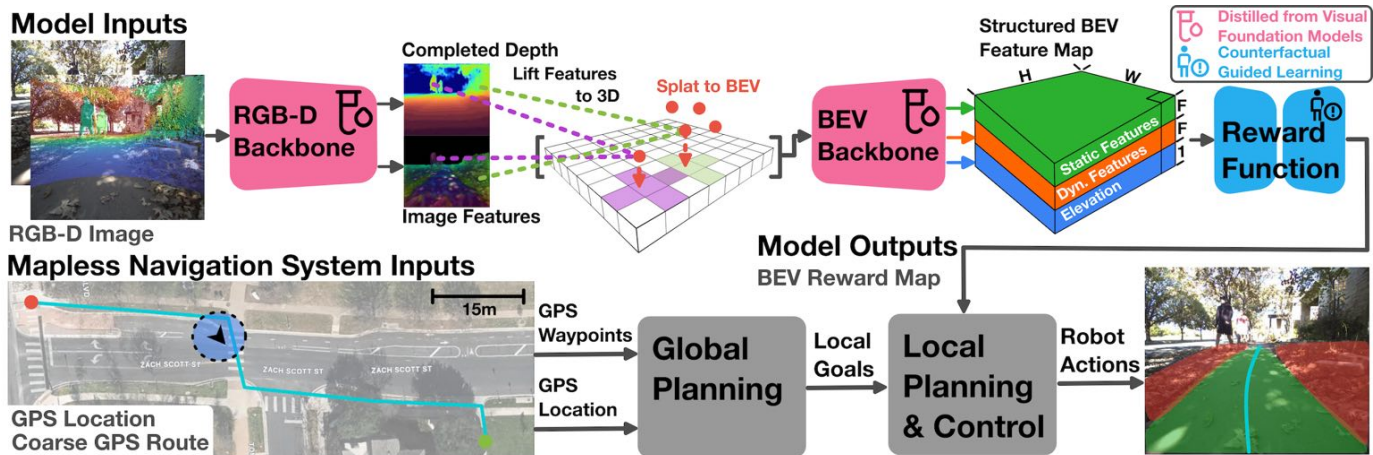 Model Inputs
RGB-D
Backbone
RGB-D Image
Completed Depth
Lift Features
to 3D
Image Features
Splat to BEV
BEV
Backbone
Structured BEV
Feature Map
H
W
F
F
1
Static Features
Dyn. Features
Elevation
Distilled from Visual
Foundation Models
Counterfactual
Guided Learning
Reward
Function
Model Outputs
BEV Reward Map
Mapless Navigation System Inputs
15m
ZACH SCOTT ST
ZACH SCOTT ST
ZACH SCOTT ST
GPS Location
Coarse GPS Route
GPS
Waypoints
GPS
Location
Global
Planning
Local
Goals
Local
Planning
& Control
Robot
Actions